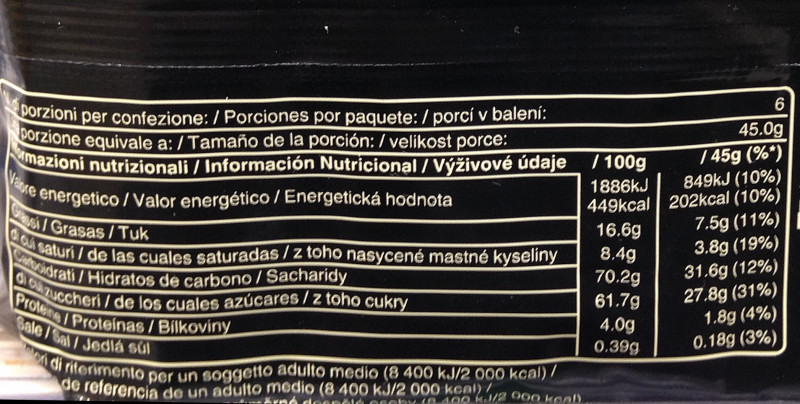 porzioni per confezione: / Porciones por paquete: / porcí v balení: 6
porzione equivale a: / Tamaño de la porción: / velikost porce: 45.0g
nutrizionali / Información Nutricional / Výživové údaje / 100g / 45g (%*)
Valore energetico / Valor energético / Energetická hodnota 1886kJ 849kJ (10%)
449kcal 202kcal (10%)
Grassi / Grasas / Tuk 16.6g 7.5g (11%)
di cui saturi / de las cuales saturadas / z toho nasycené mastné kyseliny 8.4g 3.8g (19%)
Carboidrati / Hidratos de carbono / Sacharidy 70.2g 31.6g (12%)
di cui zuccheri / de los cuales azúcares / z toho cukry 61.7g 27.8g (31%)
Proteine / Proteínas / Bílkoviny 4.0g 1.8g (4%)
Sale / Sal / Jedlá sůl 0.39g 0.18g (3%)
di riferimento per un soggetto adulto medio (8 400 kJ/2 000 kcal) /
de referencia de un adulto medio (8 400 kJ/2 000 kcal) /
(8 400 kJ/2 000 kcal)